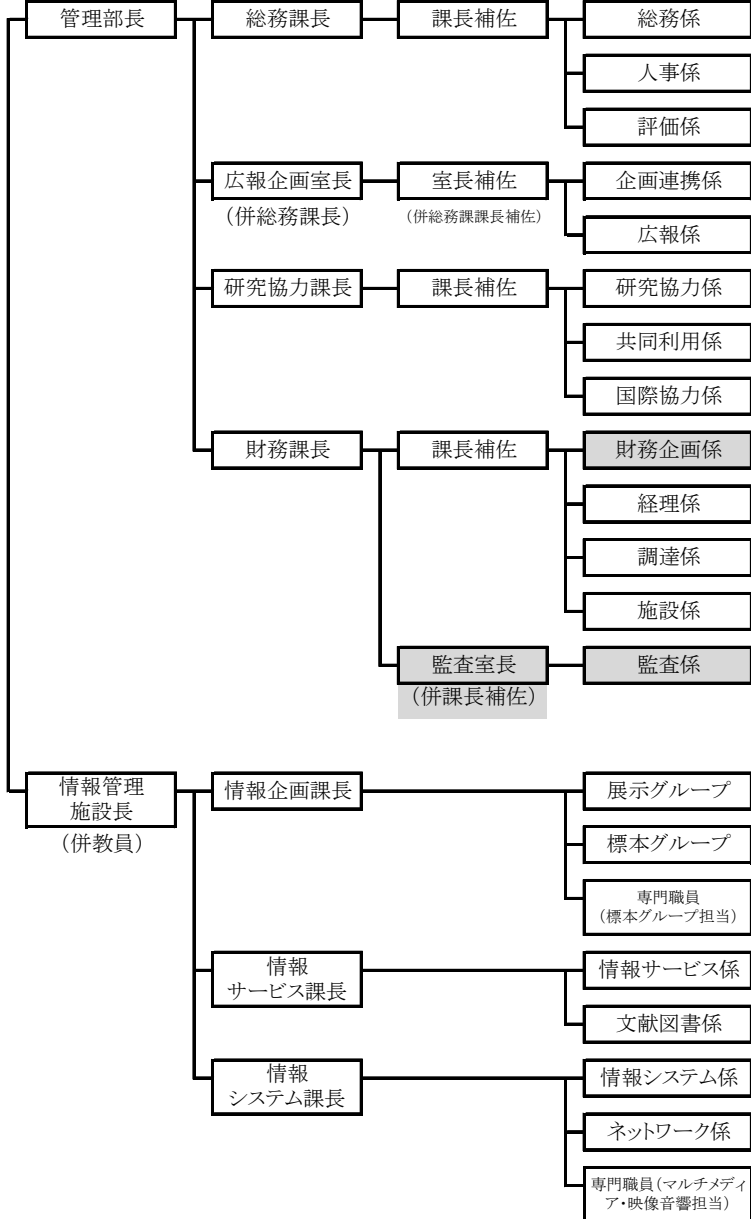 管理部長
総務課長
課長補佐
総務係
人事係
評価係
広報企画室長
(併総務課長)
室長補佐
(併総務課課長補佐)
企画連携係
広報係
研究協力課長
課長補佐
研究協力係
共同利用係
国際協力係
財務課長
課長補佐
財務企画係
経理係
調達係
施設係
監査室長
(併課長補佐)
監査係
情報管理
施設長
(併教員)
情報企画課長
展示グループ
標本グループ
専門職員
(標本グループ担当)
情報
サービス課長
情報サービス係
文献図書係
情報
システム課長
情報システム係
ネットワーク係
専門職員(マルチメディ
ア・映像音響担当)